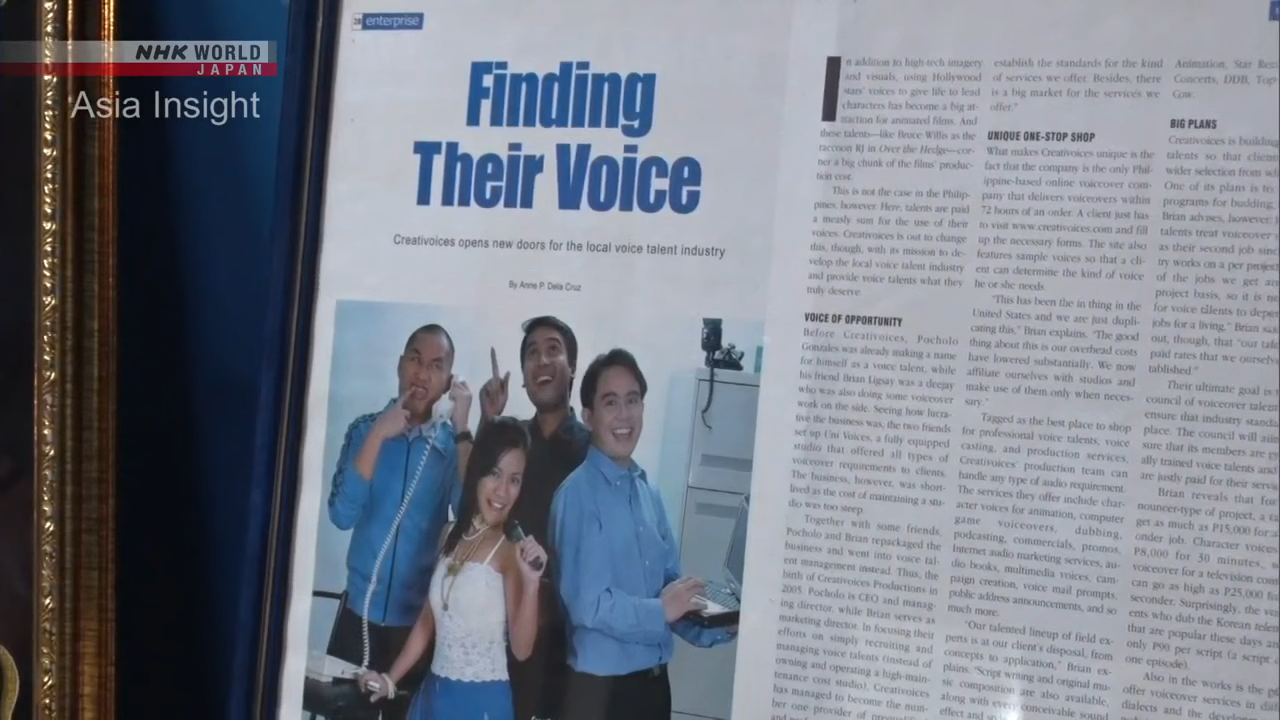 NHK WORLD
JAPAN
Asia Insight
28 enterprise
Finding
Their Voice
Creativoices opens new doors for the local voice talent industry
By Anne P. Dela Cruz
In addition to high-tech imagery
and visuals, using Hollywood
stars' voices to give life to lead
characters has become a big at-
traction for animated films. And
these talents—like Bruce Willis as the
raccoon RJ in Over the Hedge—cor-
ner a big chunk of the films' produc-
tion cost.
This is not the case in the Philip-
pines, however. Here, talents are paid
a measly sum for the use of their
voices. Creativoices is out to change
this, though, with its mission to de-
velop the local voice talent industry
and provide voice talents what they
truly deserve.
VOICE OF OPPORTUNITY
Before Creativoices, Pocholo
Gonzales was already making a name
for himself as a voice talent, while
his friend Brian Ligsay was a deejay
who was also doing some voiceover
work on the side. Seeing how lucra-
tive the business was, the two friends
set up Uni Voices, a fully equipped
studio that offered all types of
voiceover requirements to clients.
The business, however, was short-
lived as the cost of maintaining a stu-
dio was too steep.
Together with some friends,
Pocholo and Brian repackaged the
business and went into voice tal-
ent management instead. Thus, the
birth of Creativoices Productions in
2005. Pocholo is CEO and manag-
ing director, while Brian serves as
marketing director. In focusing their
efforts on simply recruiting and
managing voice talents (instead of
owning and operating a high-main-
tenance cost studio), Creativoices
has managed to become the num-
ber one provider of
establish the standards for the kind
of services we offer. Besides, there
is a big market for the services we
offer."
UNIQUE ONE-STOP SHOP
What makes Creativoices unique is the
fact that the company is the only Phil-
ippine-based online voiceover com-
pany that delivers voiceovers within
72 hours of an order. A client just has
to visit www.creativoices.com and fill
up the necessary forms. The site also
features sample voices so that a cli-
ent can determine the kind of voice
he or she needs.
"This has been the in thing in the
United States and we are just dupli-
cating this," Brian explains. "The good
thing about this is our overhead costs
have lowered substantially. We now
affiliate ourselves with studios and
make use of them only when neces-
sary."
Tagged as the best place to shop
for professional voice talents, voice
casting, and production services,
Creativoices' production team can
handle any type of audio requirement.
The services they offer include char-
acter voices for animation, computer
game voiceovers, dubbing,
podcasting, commercials, promos,
Internet audio marketing services, au-
dio books, multimedia voices, cam-
paign creation, voice mail prompts,
public address announcements, and so
much more.
"Our talented lineup of field ex-
perts is at our client's disposal, from
concepts to application," Brian ex-
plains. "Script writing and original mu-
sic composition are also available,
along with every conceivable sound
effect and
Animation, Star
Concerts, DDB,
Cow.
BIG PLANS
Creativoices is building
talents so that clients
wider selection from
One of its plans is to
programs for building
Brian advises, however,
talents treat voiceover
as their second job
try works on a per project
of the jobs we get are
project basis, so it is
for voice talents to
jobs for a living," Brian
out, though, that "our
paid rates that we
tablished."
Their ultimate goal is
council of voiceover talents
ensure that industry
place. The council will
sure that its members are
ally trained voice talents and
are justly paid for their
Brian reveals that for
nouncer-type of project, a
get as much as P15,000 for
onder job. Character voices
P8,000 for 30 minutes,
voiceover for a television
can go as high as P25,000
seconder. Surprisingly, the
ents who dub the Korean
that are popular these days
only P90 per script (a script
one episode).
Also in the works is the
offer voiceover services in
dialects and the